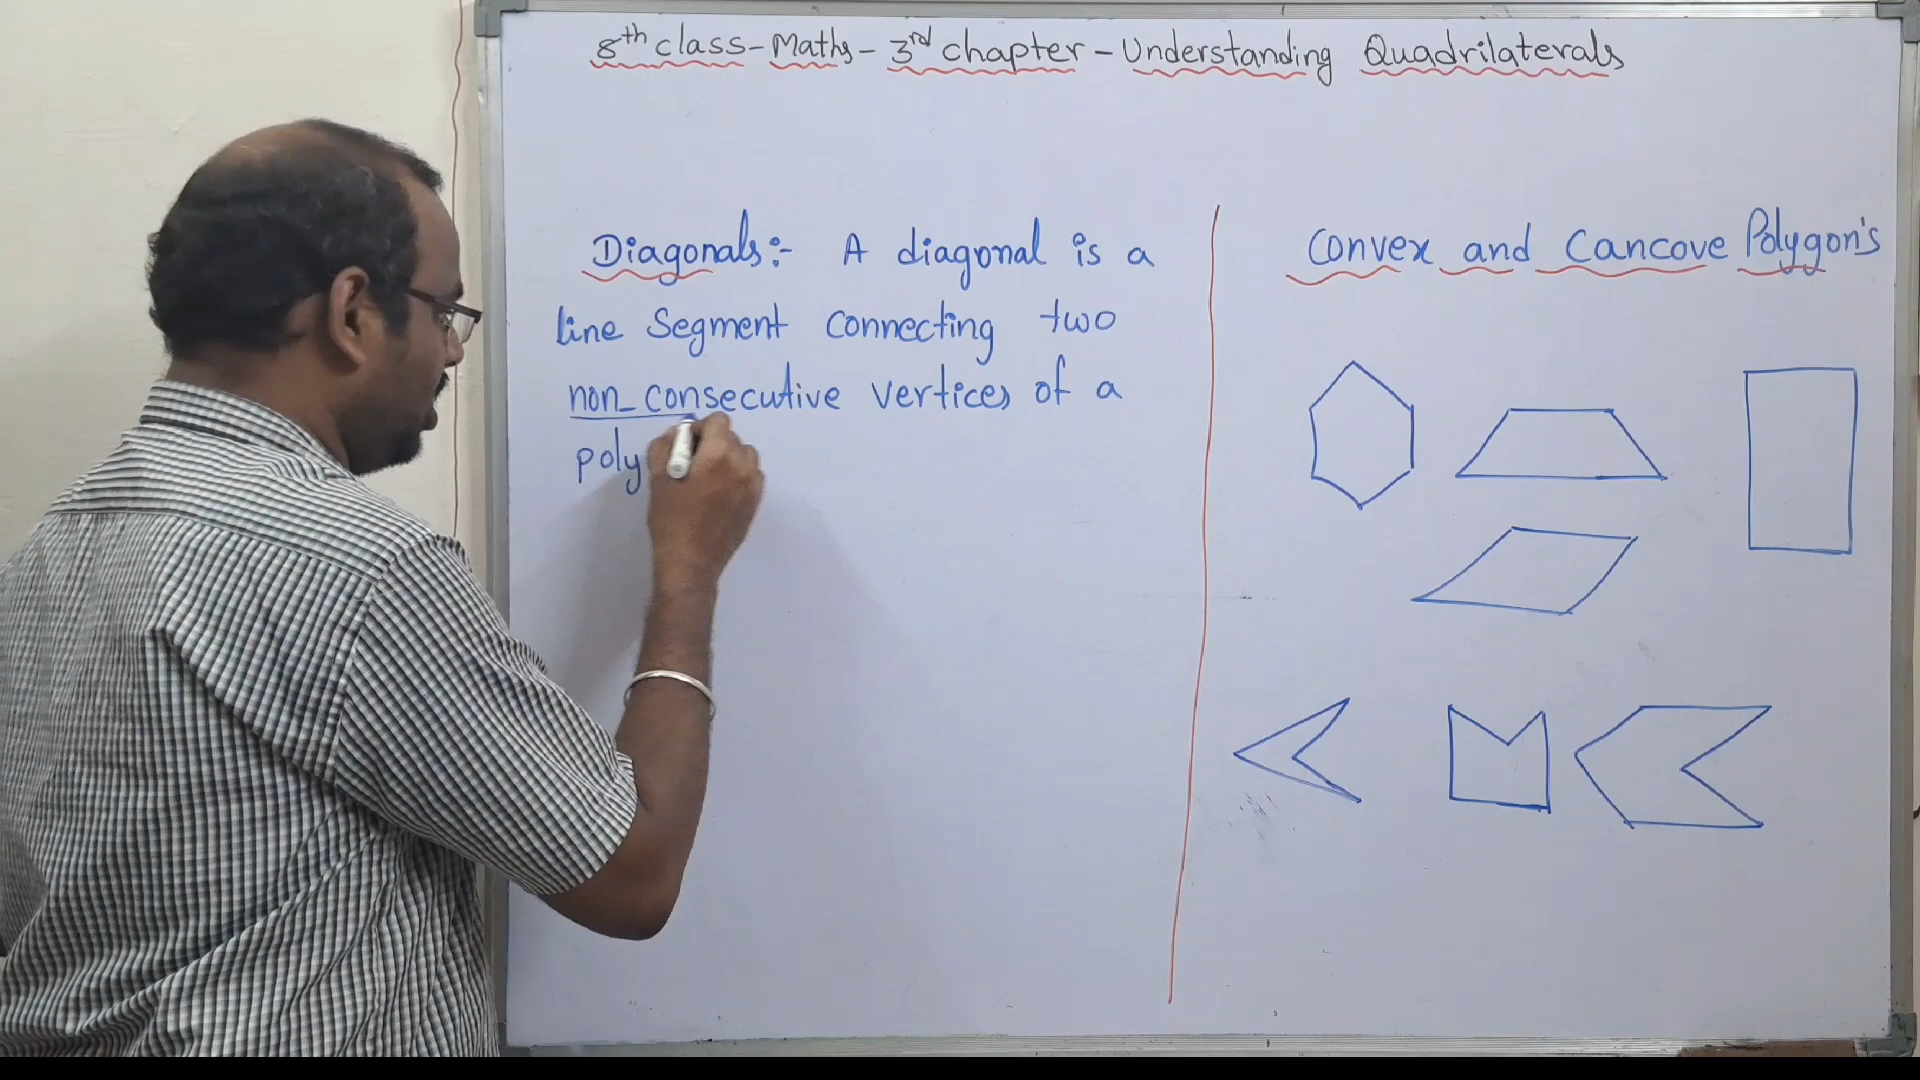 8th class - Maths - 3rd chapter - Understanding Quadrilaterals
Diagonals:- A diagonal is a
line Segment connecting two
non-consecutive vertices of a
poly
Convex and Cancove Polygon's